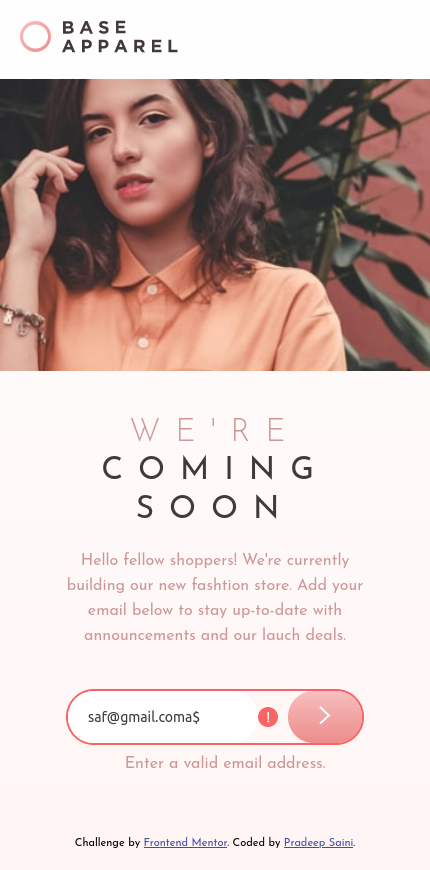 BASE
APPAREL
WE'RE
COMING
SOON
Hello fellow shoppers! We're currently
building our new fashion store. Add your
email below to stay up-to-date with
announcements and our lauch deals.
saf@gmail.coma$
!
Enter a valid email address.
Challenge by Frontend Mentor. Coded by Pradeep Saini.